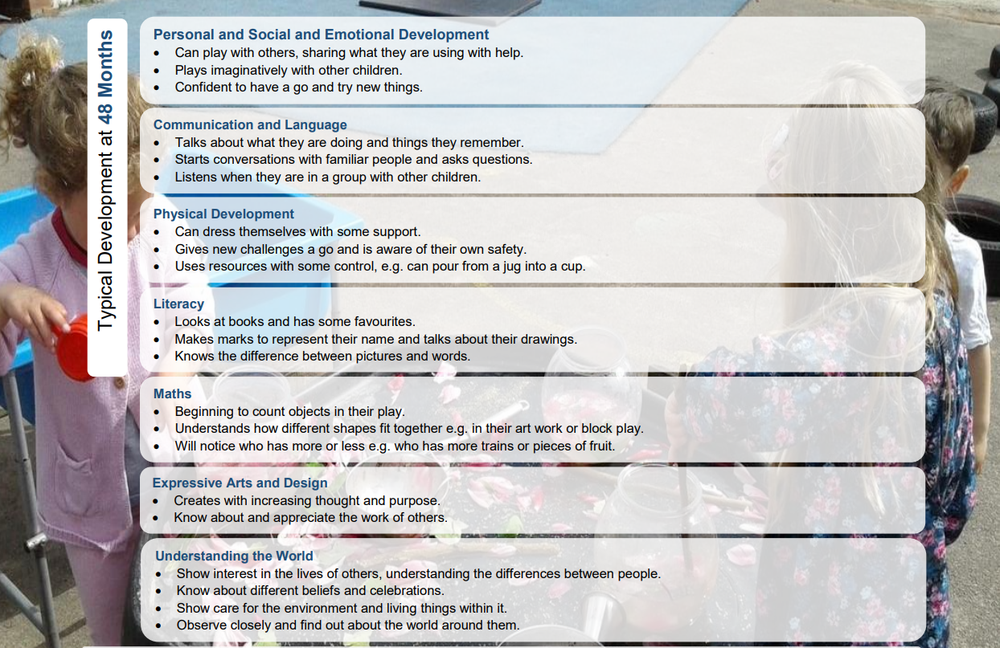 Typical Development at 48 Months
Personal and Social and Emotional Development
• Can play with others, sharing what they are using with help.
• Plays imaginatively with other children.
• Confident to have a go and try new things.
Communication and Language
• Talks about what they are doing and things they remember.
• Starts conversations with familiar people and asks questions.
• Listens when they are in a group with other children.
Physical Development
• Can dress themselves with some support.
• Gives new challenges a go and is aware of their own safety.
• Uses resources with some control, e.g. can pour from a jug into a cup.
Literacy
• Looks at books and has some favourites.
• Makes marks to represent their name and talks about their drawings.
• Knows the difference between pictures and words.
Maths
• Beginning to count objects in their play.
• Understands how different shapes fit together e.g. in their art work or block play.
• Will notice who has more or less e.g. who has more trains or pieces of fruit.
Expressive Arts and Design
• Creates with increasing thought and purpose.
• Know about and appreciate the work of others.
Understanding the World
• Show interest in the lives of others, understanding the differences between people.
• Know about different beliefs and celebrations.
• Show care for the environment and living things within it.
• Observe closely and find out about the world around them.